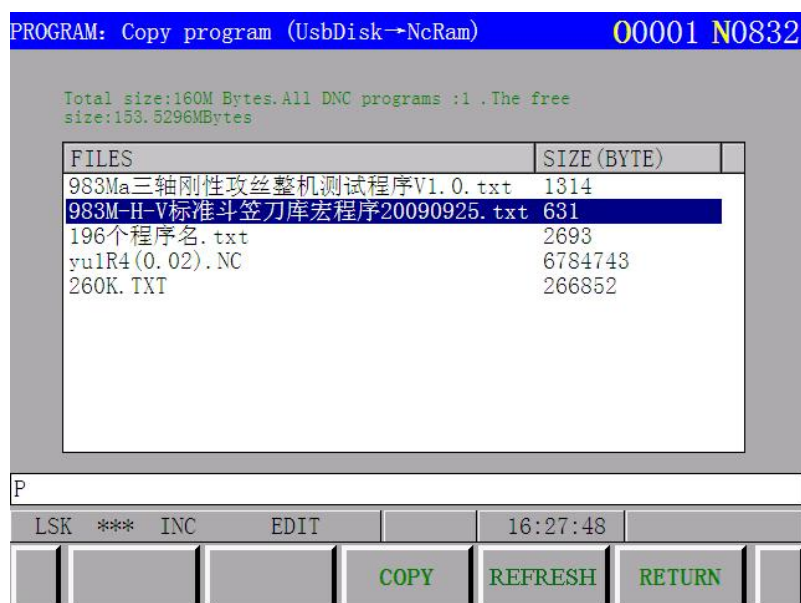 PROGRAM: Copy program (UsbDisk→NcRam) O0001 N0832
Total size:160M Bytes.All DNC programs :1 .The free
size:153.5296MBytes
FILES SIZE(BYTE)
983Ma三轴刚性攻丝整机测试程序V1.0.txt 1314
983M-H-V标准斗笠刀库宏程序20090925.txt 631
196个程序名.txt 2693
yu1R4(0.02).NC 6784743
260K.TXT 266852
P
LSK *** INC EDIT 16:27:48
COPY REFRESH RETURN